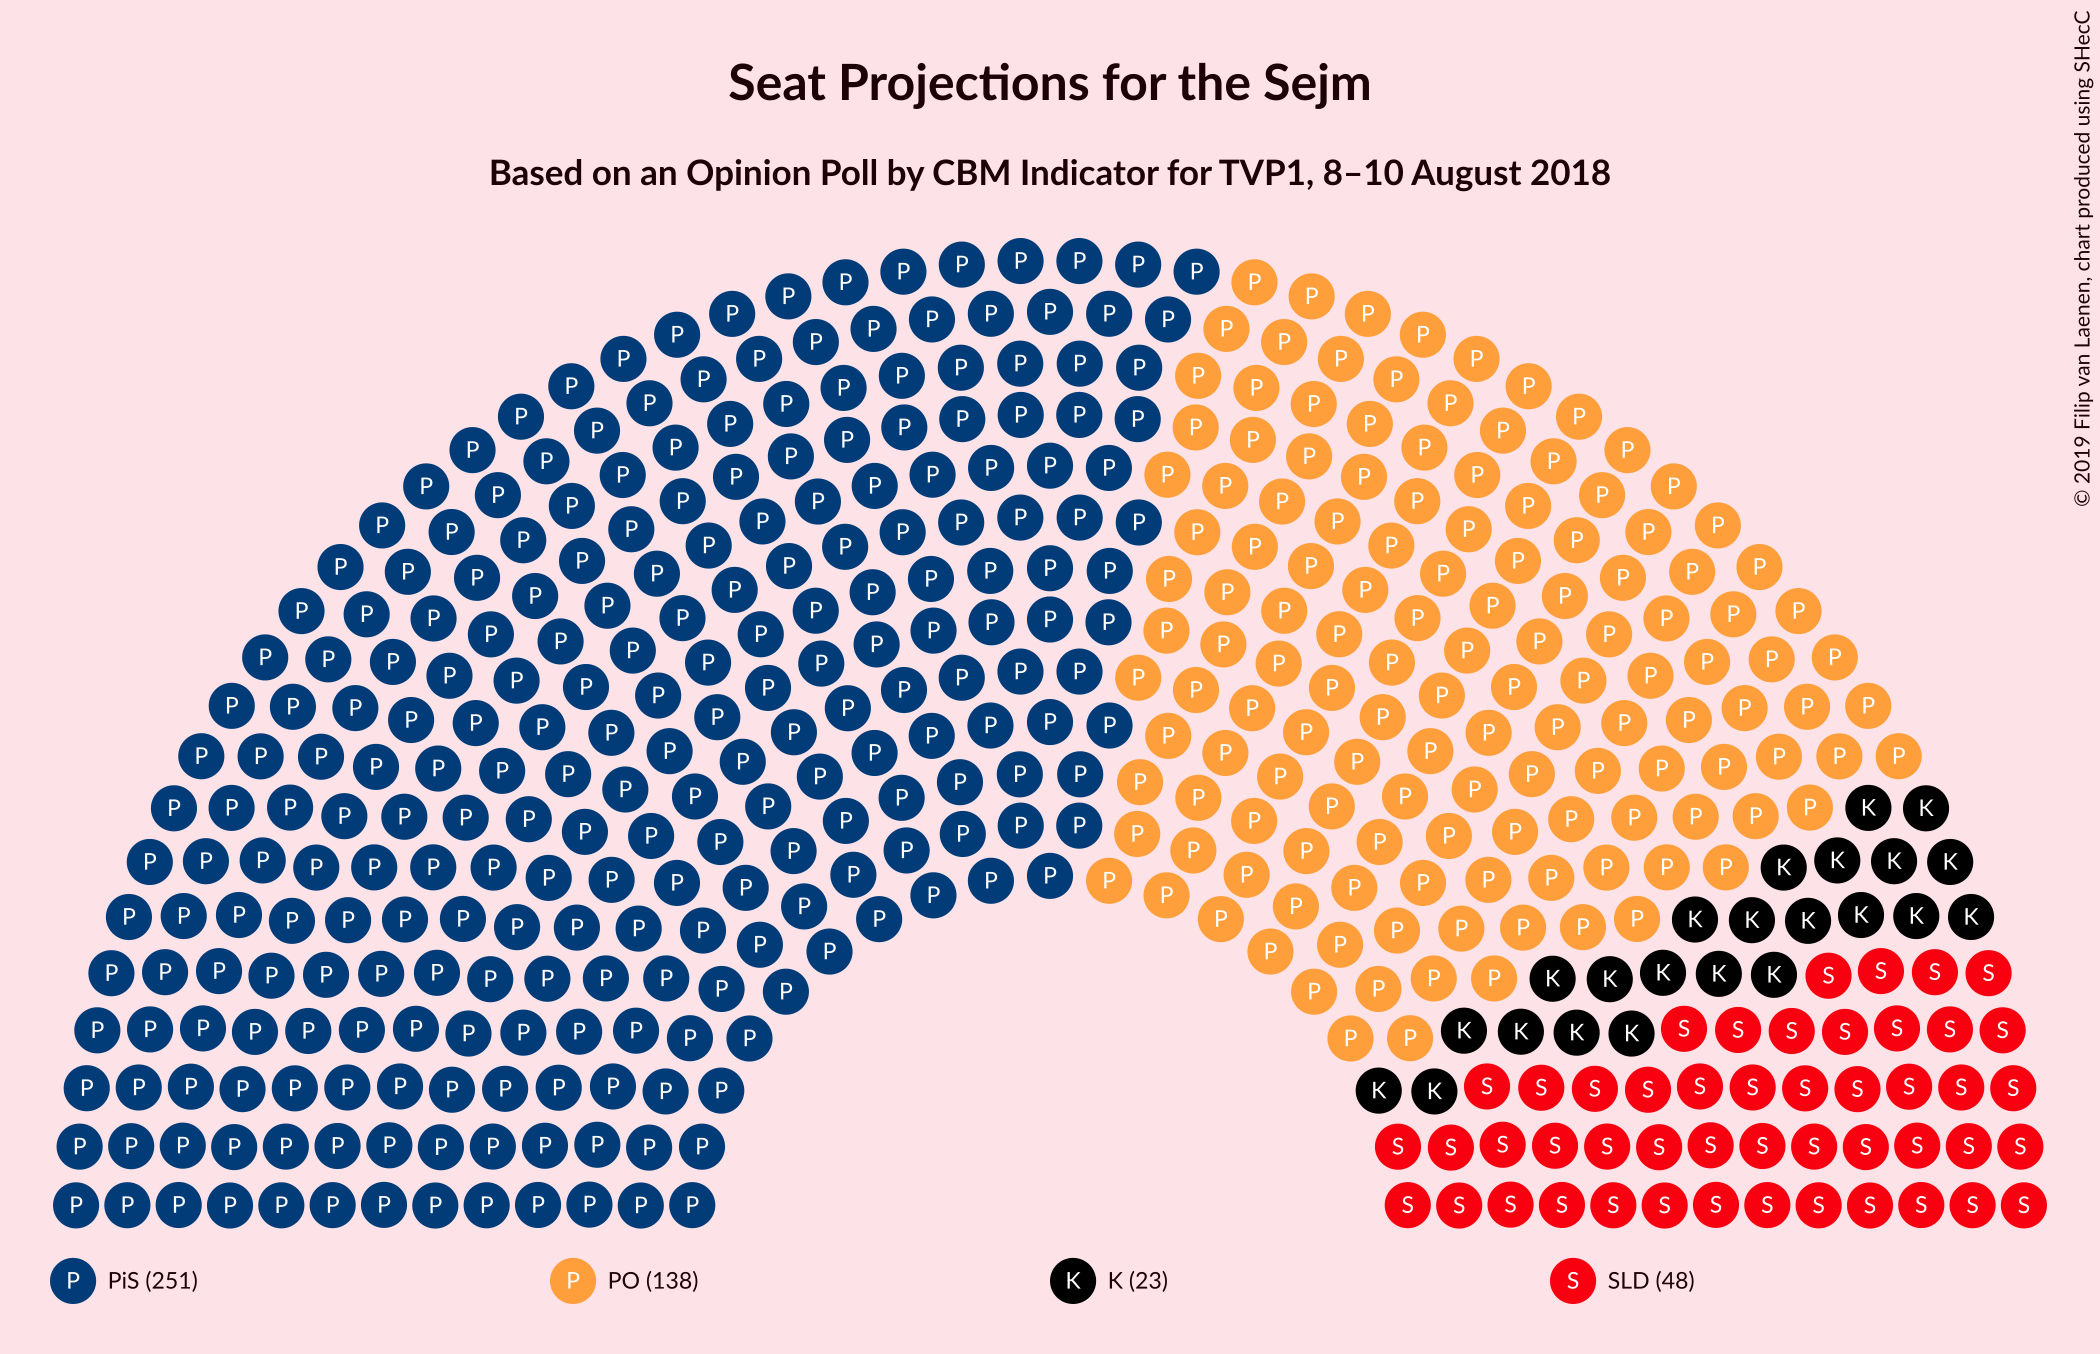 Seat Projections for the Sejm
Based on an Opinion Poll by CBM Indicator for TVP1, 8–10 August 2018
© 2019 Filip van Laenen, chart produced using SHecC
P PiS (251)
P PO (138)
K K (23)
S SLD (48)